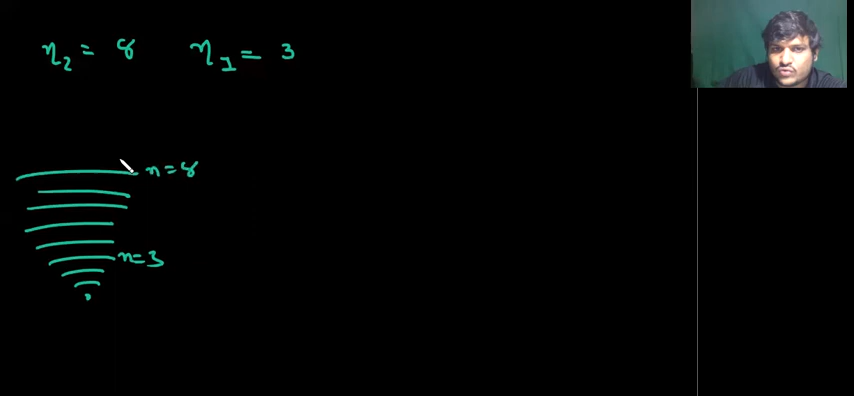 n₂ = 8 n₁ = 3
n = 8
n = 3